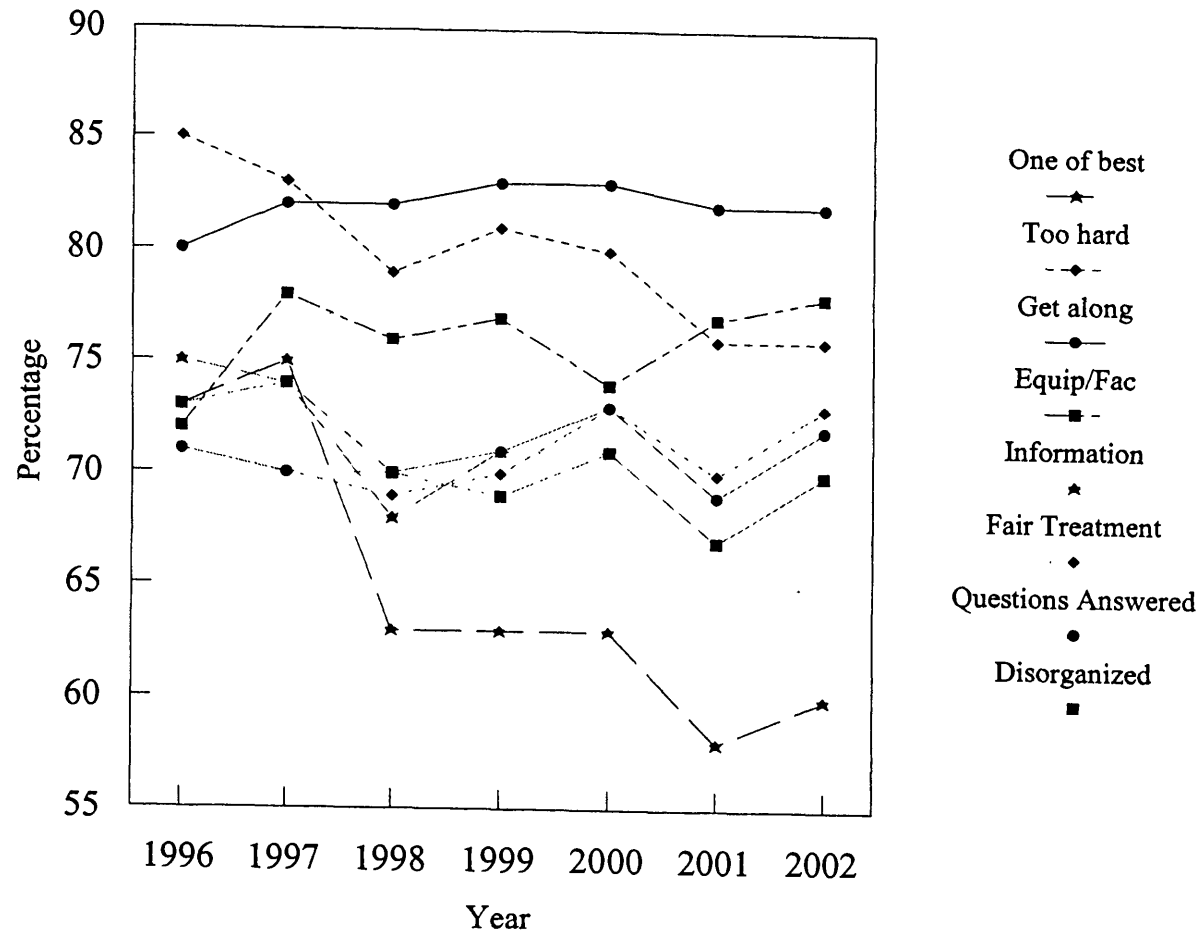 90
85
80
75
70
65
60
55
Percentage
1996 1997 1998 1999 2000 2001 2002
Year
One of best
Too hard
Get along
Equip/Fac
Information
Fair Treatment
Questions Answered
Disorganized